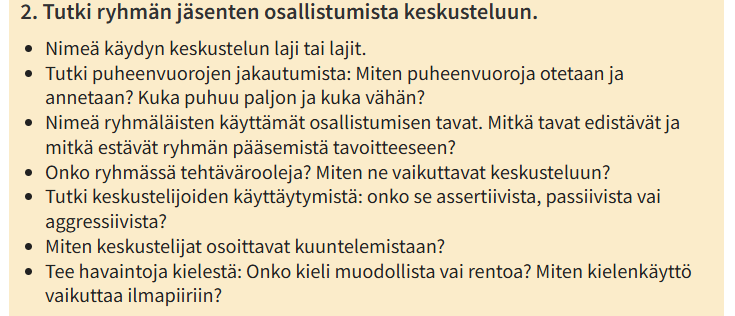 2. Tutki ryhmän jäsenten osallistumista keskusteluun.
• Nimeä käydyn keskustelun laji tai lajit.
• Tutki puheenvuorojen jakautumista: Miten puheenvuoroja otetaan ja
annetaan? Kuka puhuu paljon ja kuka vähän?
• Nimeä ryhmäläisten käyttämät osallistumisen tavat. Mitkä tavat edistävät ja
mitkä estävät ryhmän pääsemistä tavoitteeseen?
• Onko ryhmässä tehtävärooleja? Miten ne vaikuttavat keskusteluun?
• Tutki keskustelijoiden käyttäytymistä: onko se assertiivista, passiivista vai
aggressiivista?
• Miten keskustelijat osoittavat kuuntelemistaan?
• Tee havaintoja kielestä: Onko kieli muodollista vai rentoa? Miten kielenkäyttö
vaikuttaa ilmapiiriin?